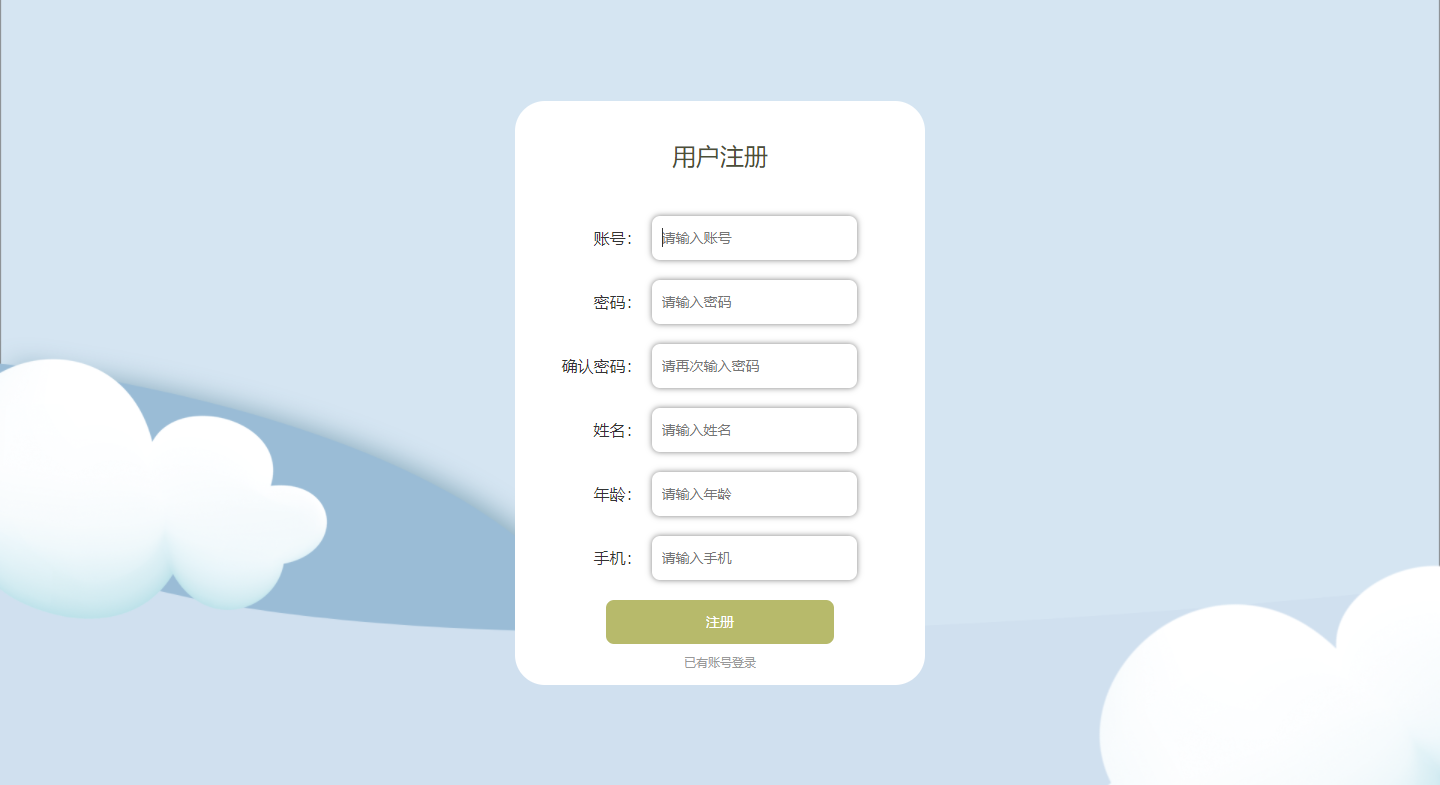 用户注册
账号： 请输入账号
密码： 请输入密码
确认密码： 请再次输入密码
姓名： 请输入姓名
年龄： 请输入年龄
手机： 请输入手机
注册
已有账号登录